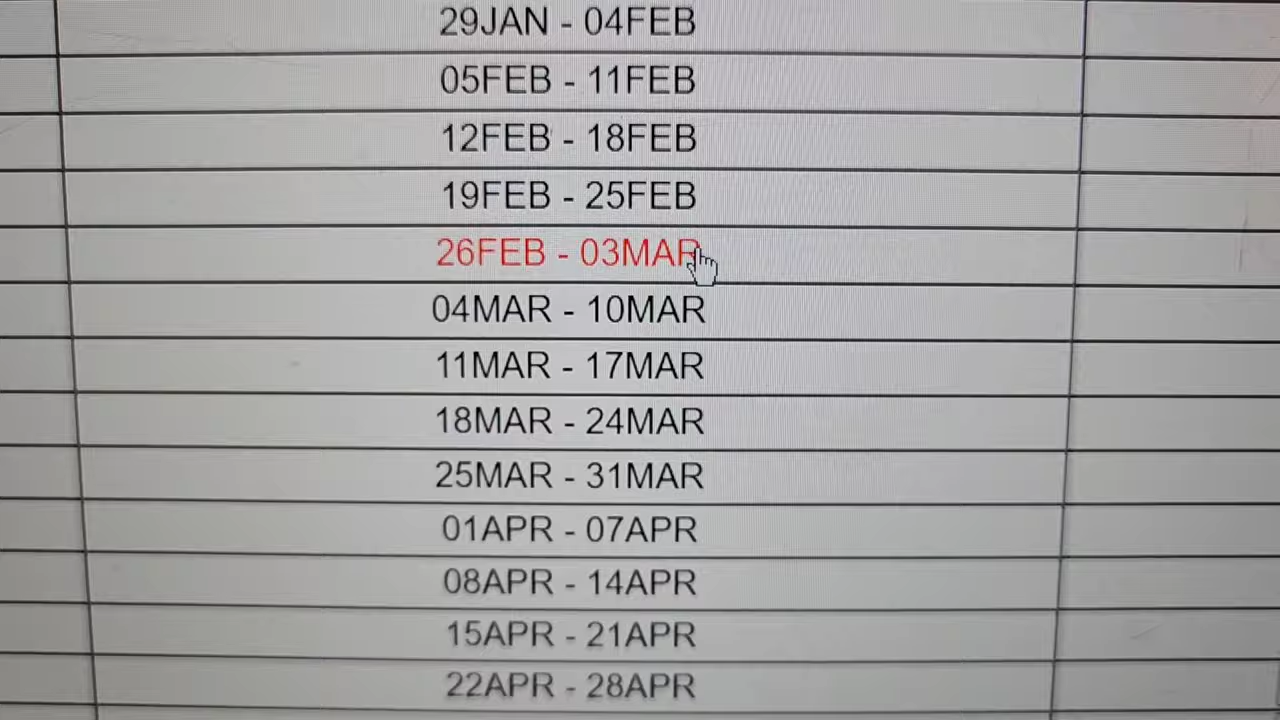 29JAN - 04FEB
05FEB - 11FEB
12FEB - 18FEB
19FEB - 25FEB
26FEB - 03MAR
04MAR - 10MAR
11MAR - 17MAR
18MAR - 24MAR
25MAR - 31MAR
01APR - 07APR
08APR - 14APR
15APR - 21APR
22APR - 28APR